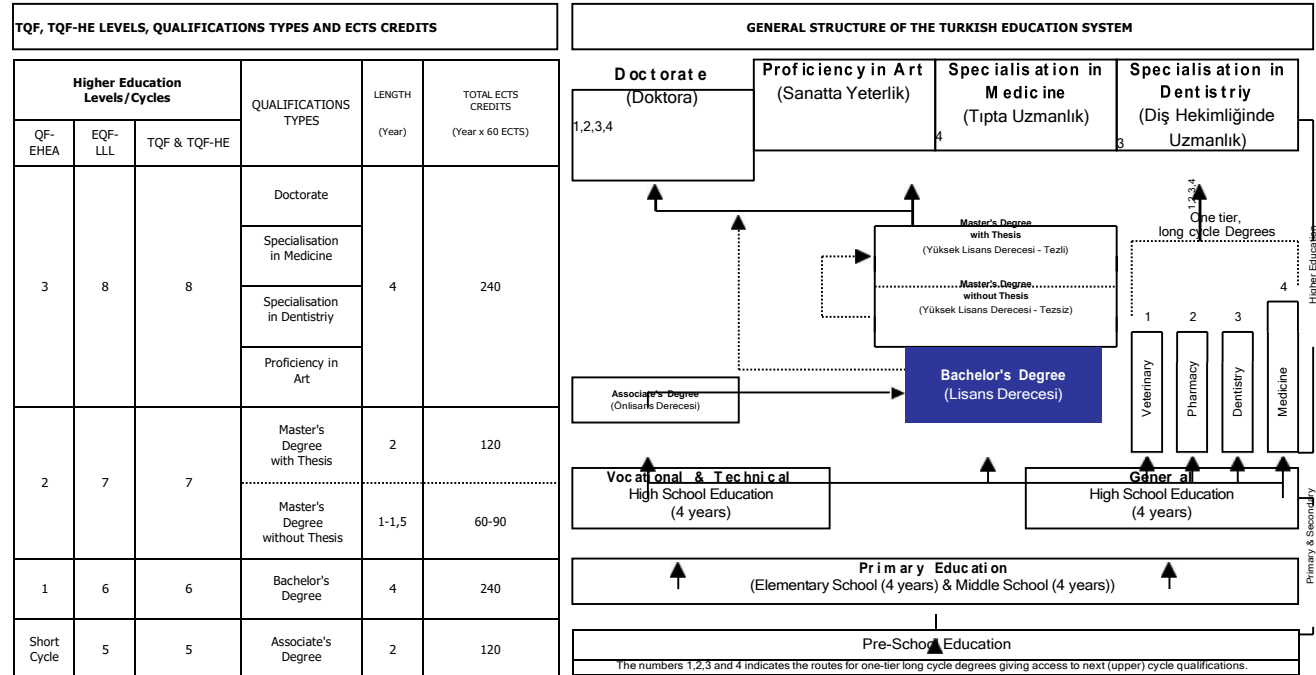 TQF, TQF-HE LEVELS, QUALIFICATIONS TYPES AND ECTS CREDITS
Higher Education
Levels/Cycles
QUALIFICATIONS
TYPES
LENGTH
(Year)
TOTAL ECTS
CREDITS
(Year x 60 ECTS)
QF-
EHEA
EQF-
LLL
TQF & TQF-HE
3
8
8
Doctorate
Specialisation
in Medicine
Specialisation
in Dentistriy
Proficiency in
Art
4
240
2
7
7
Master's
Degree
with Thesis
2
120
Master's
Degree
without Thesis
1-1,5
60-90
1
6
6
Bachelor's
Degree
4
240
Short
Cycle
5
5
Associate's
Degree
2
120
GENERAL STRUCTURE OF THE TURKISH EDUCATION SYSTEM
Doctorate
(Doktora)
1,2,3,4
Proficiency in Art
(Sanatta Yeterlik)
Specialisation in
Medicine
(Tıpta Uzmanlık)
4
Specialisation in
Dentistriy
(Diş Hekimliğinde
Uzmanlık)
3
1,2,3,4
One tier,
long cycle Degrees
Higher Education
Master's Degree
with Thesis
(Yüksek Lisans Derecesi - Tezli)
Master's Degree
without Thesis
(Yüksek Lisans Derecesi - Tezsiz)
Bachelor's Degree
(Lisans Derecesi)
Associate's Degree
(Önlisans Derecesi)
1
2
3
4
Veterinary
Pharmacy
Dentistry
Medicine
Vocational & Technical
High School Education
(4 years)
General
High School Education
(4 years)
Primary & Secondary
Primary Education
(Elementary School (4 years) & Middle School (4 years))
Pre-School Education
The numbers 1,2,3 and 4 indicates the routes for one-tier long cycle degrees giving access to next (upper) cycle qualifications.